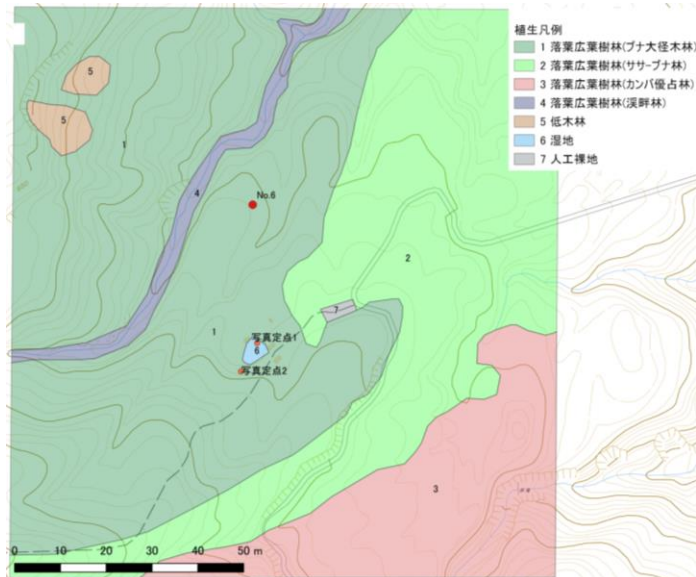 植生凡例
1 落葉広葉樹林(ブナ大径木林)
2 落葉広葉樹林(ササ-ブナ林)
3 落葉広葉樹林(カンバ優占林)
4 落葉広葉樹林(渓畔林)
5 低木林
6 湿地
7 人工裸地
5
5
1
4
No.6
2
7
1
写真定点1
6
写真定点2
3
0 10 20 30 40 50 m